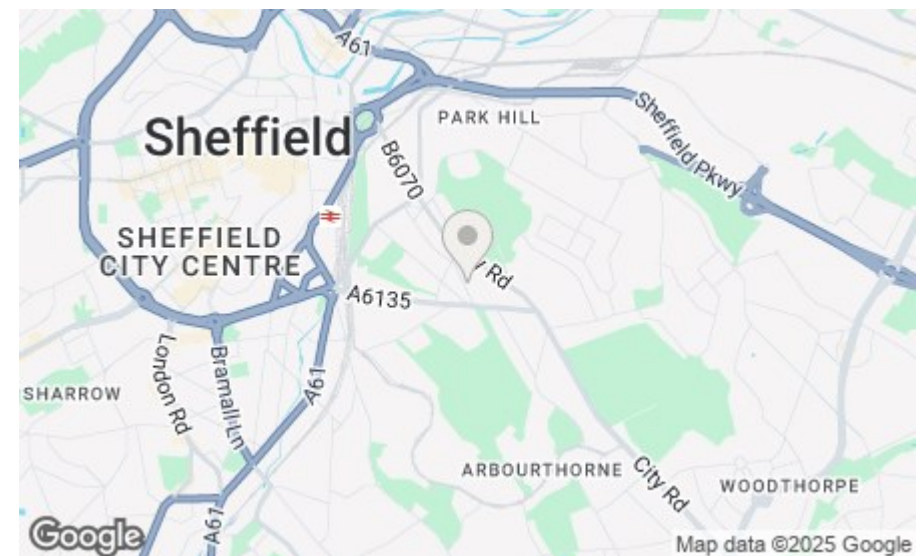 A61
PARK HILL
Sheffield
B6070
Sheffield Pkwy
SHEFFIELD
CITY CENTRE
y Rd
A6135
London Rd
Bramall Ln
A61
SHARROW
ARBOURTHORNE
City Rd
WOODTHORPE
A61
Google
Map data ©2025 Google